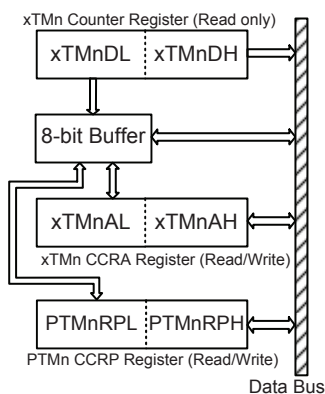 xTMn Counter Register (Read only)
xTMnDL xTMnDH
8-bit Buffer
xTMnAL xTMnAH
xTMn CCRA Register (Read/Write)
PTMnRPL PTMnRPH
PTMn CCRP Register (Read/Write)
Data Bus